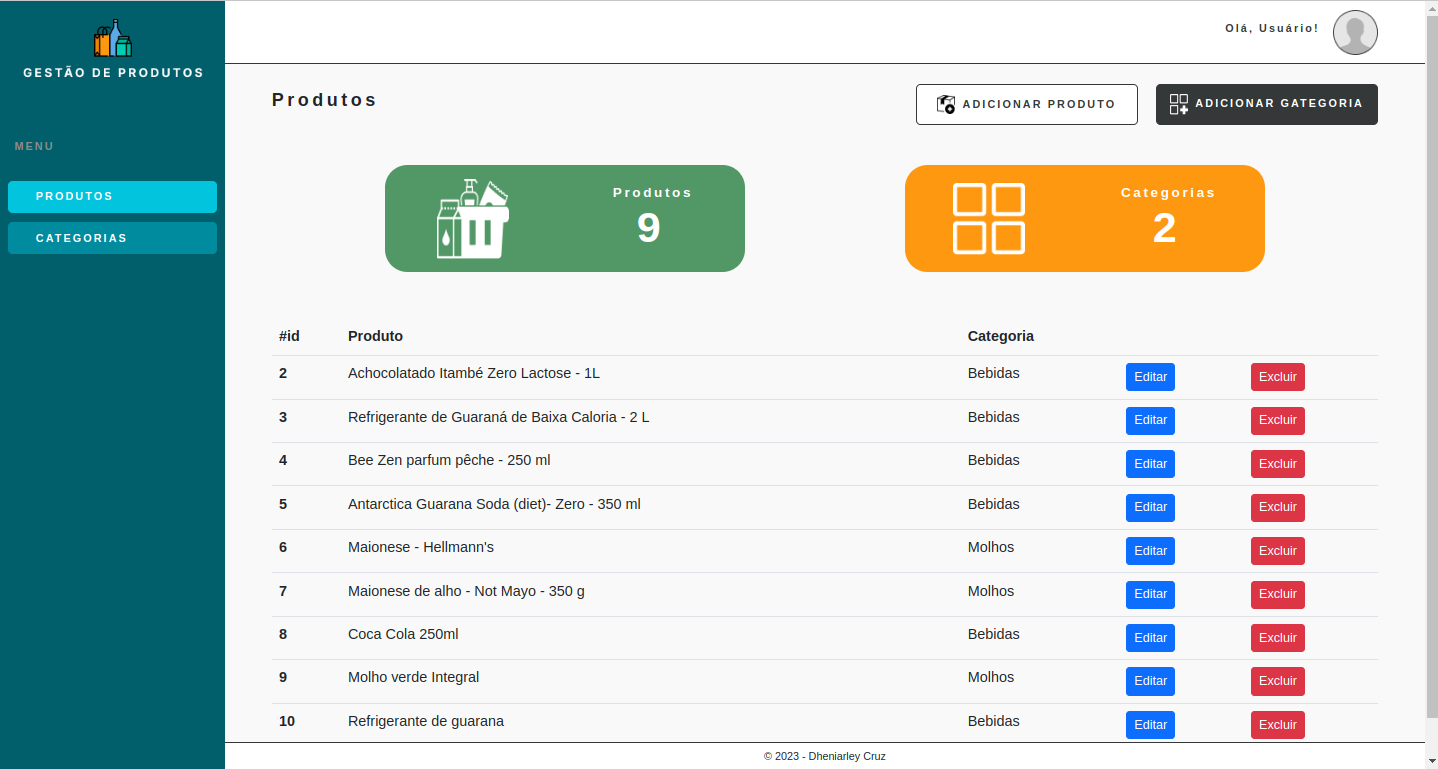 Olá, Usuário!
GESTÃO DE PRODUTOS
MENU
PRODUTOS
CATEGORIAS
Produtos
ADICIONAR PRODUTO
ADICIONAR GATEGORIA
Produtos
9
Categorias
2
#id Produto Categoria
2 Achocolatado Itambé Zero Lactose - 1L Bebidas Editar Excluir
3 Refrigerante de Guaraná de Baixa Caloria - 2 L Bebidas Editar Excluir
4 Bee Zen parfum pêche - 250 ml Bebidas Editar Excluir
5 Antarctica Guarana Soda (diet)- Zero - 350 ml Bebidas Editar Excluir
6 Maionese - Hellmann's Molhos Editar Excluir
7 Maionese de alho - Not Mayo - 350 g Molhos Editar Excluir
8 Coca Cola 250ml Bebidas Editar Excluir
9 Molho verde Integral Molhos Editar Excluir
10 Refrigerante de guarana Bebidas Editar Excluir
© 2023 - Dheniarley Cruz